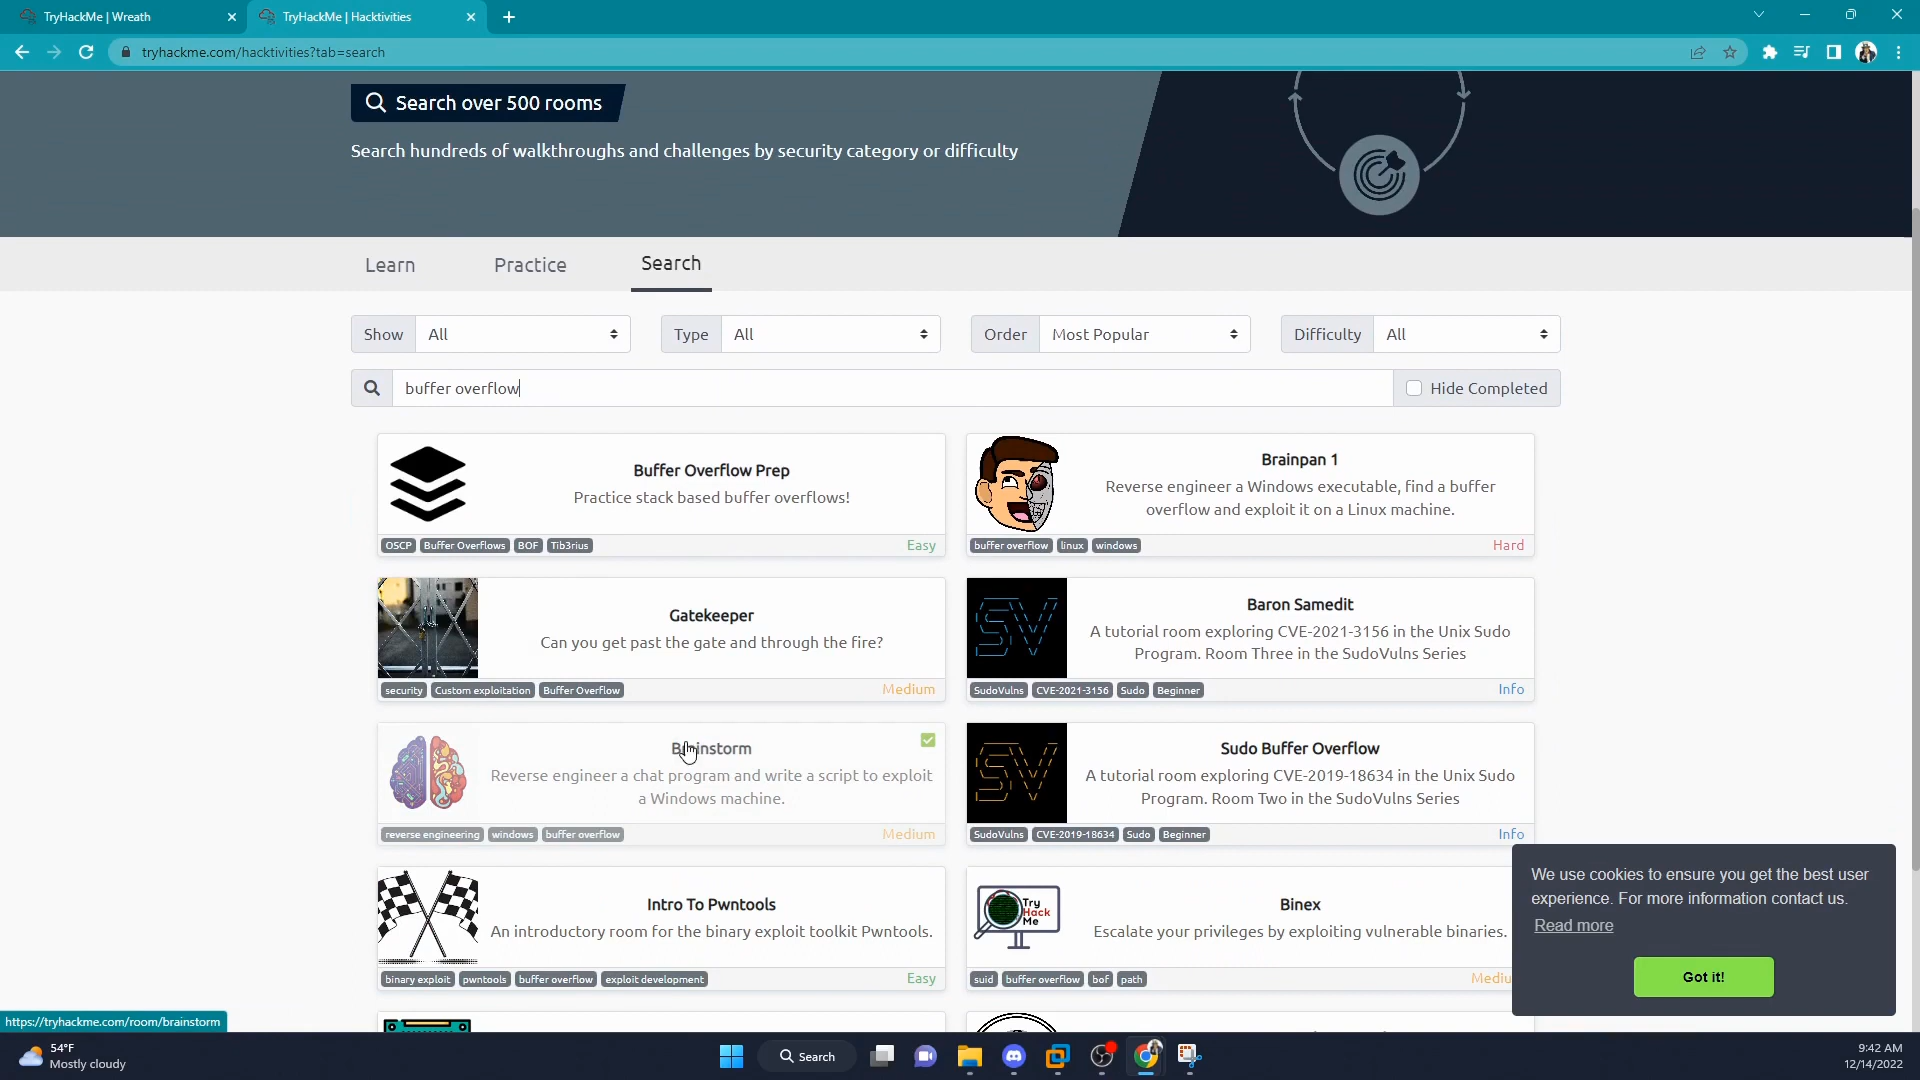 TryHackMe | Wreath
TryHackMe | Hacktivities
tryhackme.com/hacktivities?tab=search
Search over 500 rooms
Search hundreds of walkthroughs and challenges by security category or difficulty
Learn
Practice
Search
Show All
Type All
Order Most Popular
Difficulty All
buffer overflow
Hide Completed
Buffer Overflow Prep
Practice stack based buffer overflows!
OSCP Buffer Overflows BOF Tib3rius Easy
Brainpan 1
Reverse engineer a Windows executable, find a buffer
overflow and exploit it on a Linux machine.
buffer overflow linux windows Hard
Gatekeeper
Can you get past the gate and through the fire?
security Custom exploitation Buffer Overflow Medium
Baron Samedit
A tutorial room exploring CVE-2021-3156 in the Unix Sudo
Program. Room Three in the SudoVulns Series
SudoVulns CVE-2021-3156 Sudo Beginner Info
Brainstorm
Reverse engineer a chat program and write a script to exploit
a Windows machine.
reverse engineering windows buffer overflow Medium
Sudo Buffer Overflow
A tutorial room exploring CVE-2019-18634 in the Unix Sudo
Program. Room Two in the SudoVulns Series
SudoVulns CVE-2019-18634 Sudo Beginner Info
Intro To Pwntools
An introductory room for the binary exploit toolkit Pwntools.
binary exploit pwntools buffer overflow exploit development Easy
Try
Hack
Me
Binex
Escalate your privileges by exploiting vulnerable binaries.
suid buffer overflow bof path Mediu
We use cookies to ensure you get the best user
experience. For more information contact us.
Read more
Got it!
https://tryhackme.com/room/brainstorm
54°F
Mostly cloudy
Search
9:42 AM
12/14/2022